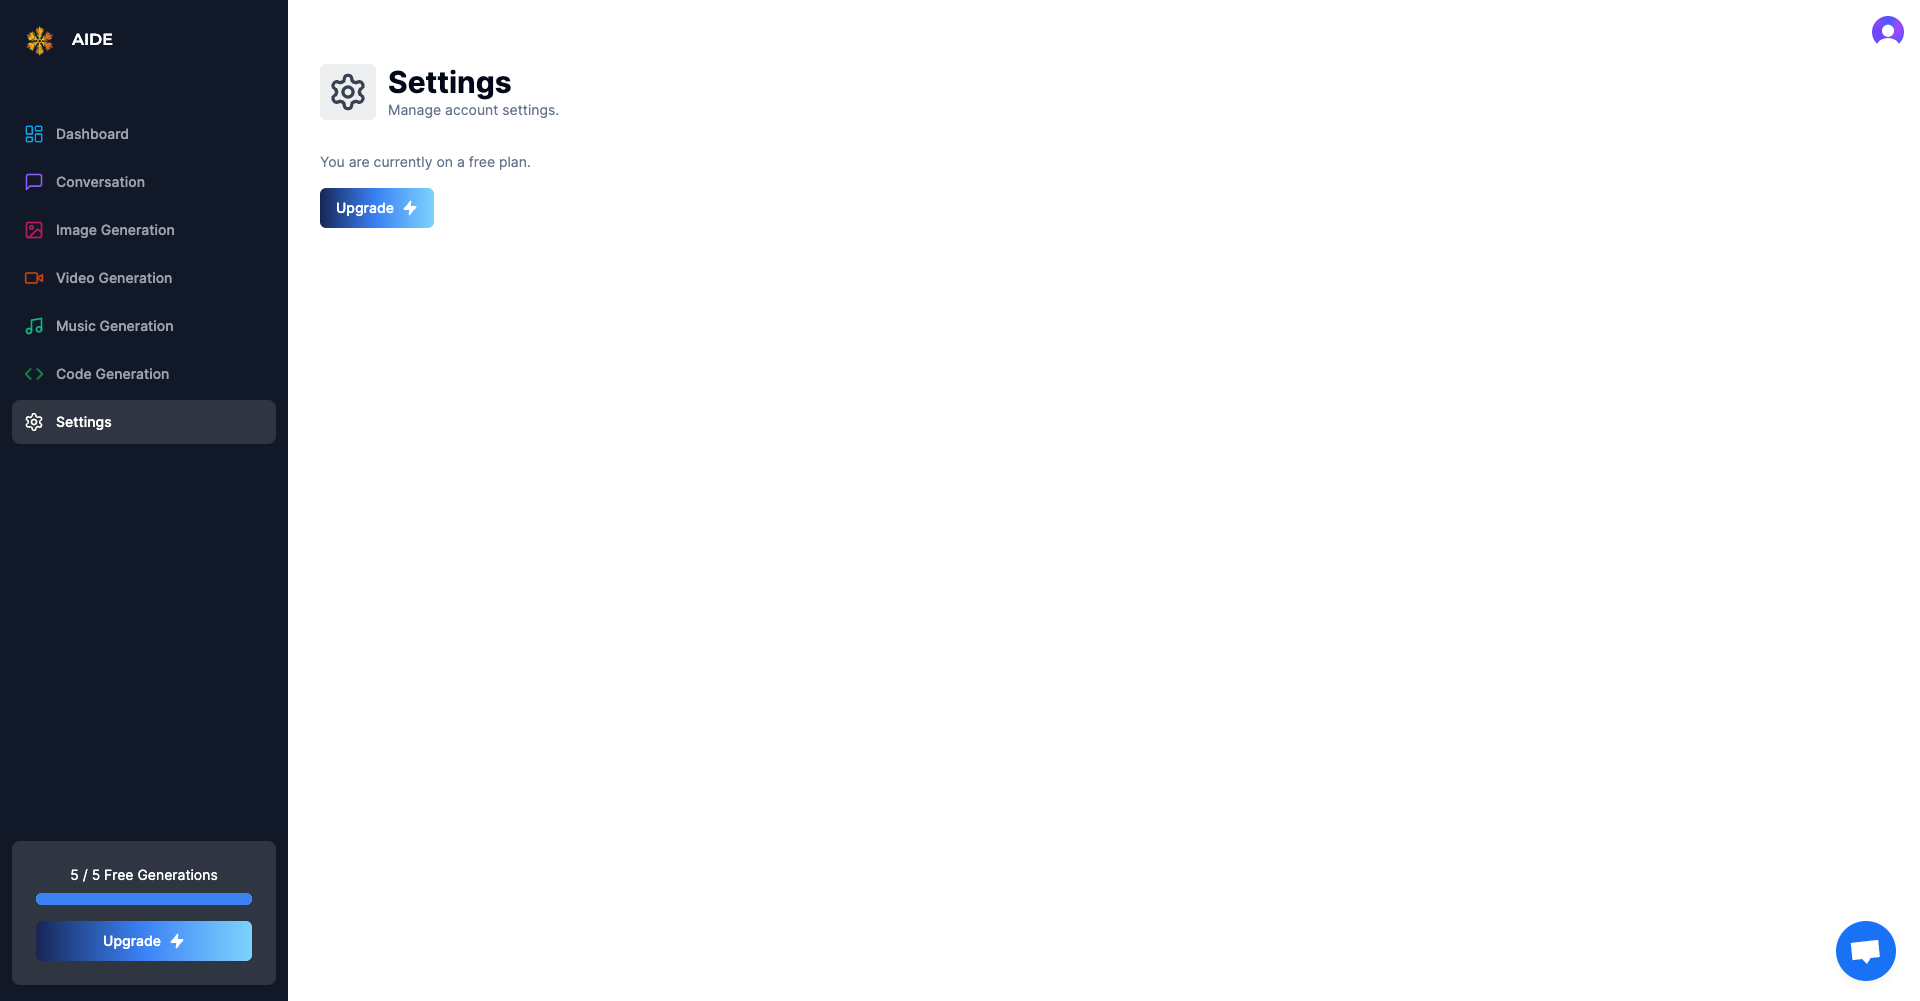 AIDE
Dashboard
Conversation
Image Generation
Video Generation
Music Generation
Code Generation
Settings
5 / 5 Free Generations
Upgrade
Settings
Manage account settings.
You are currently on a free plan.
Upgrade